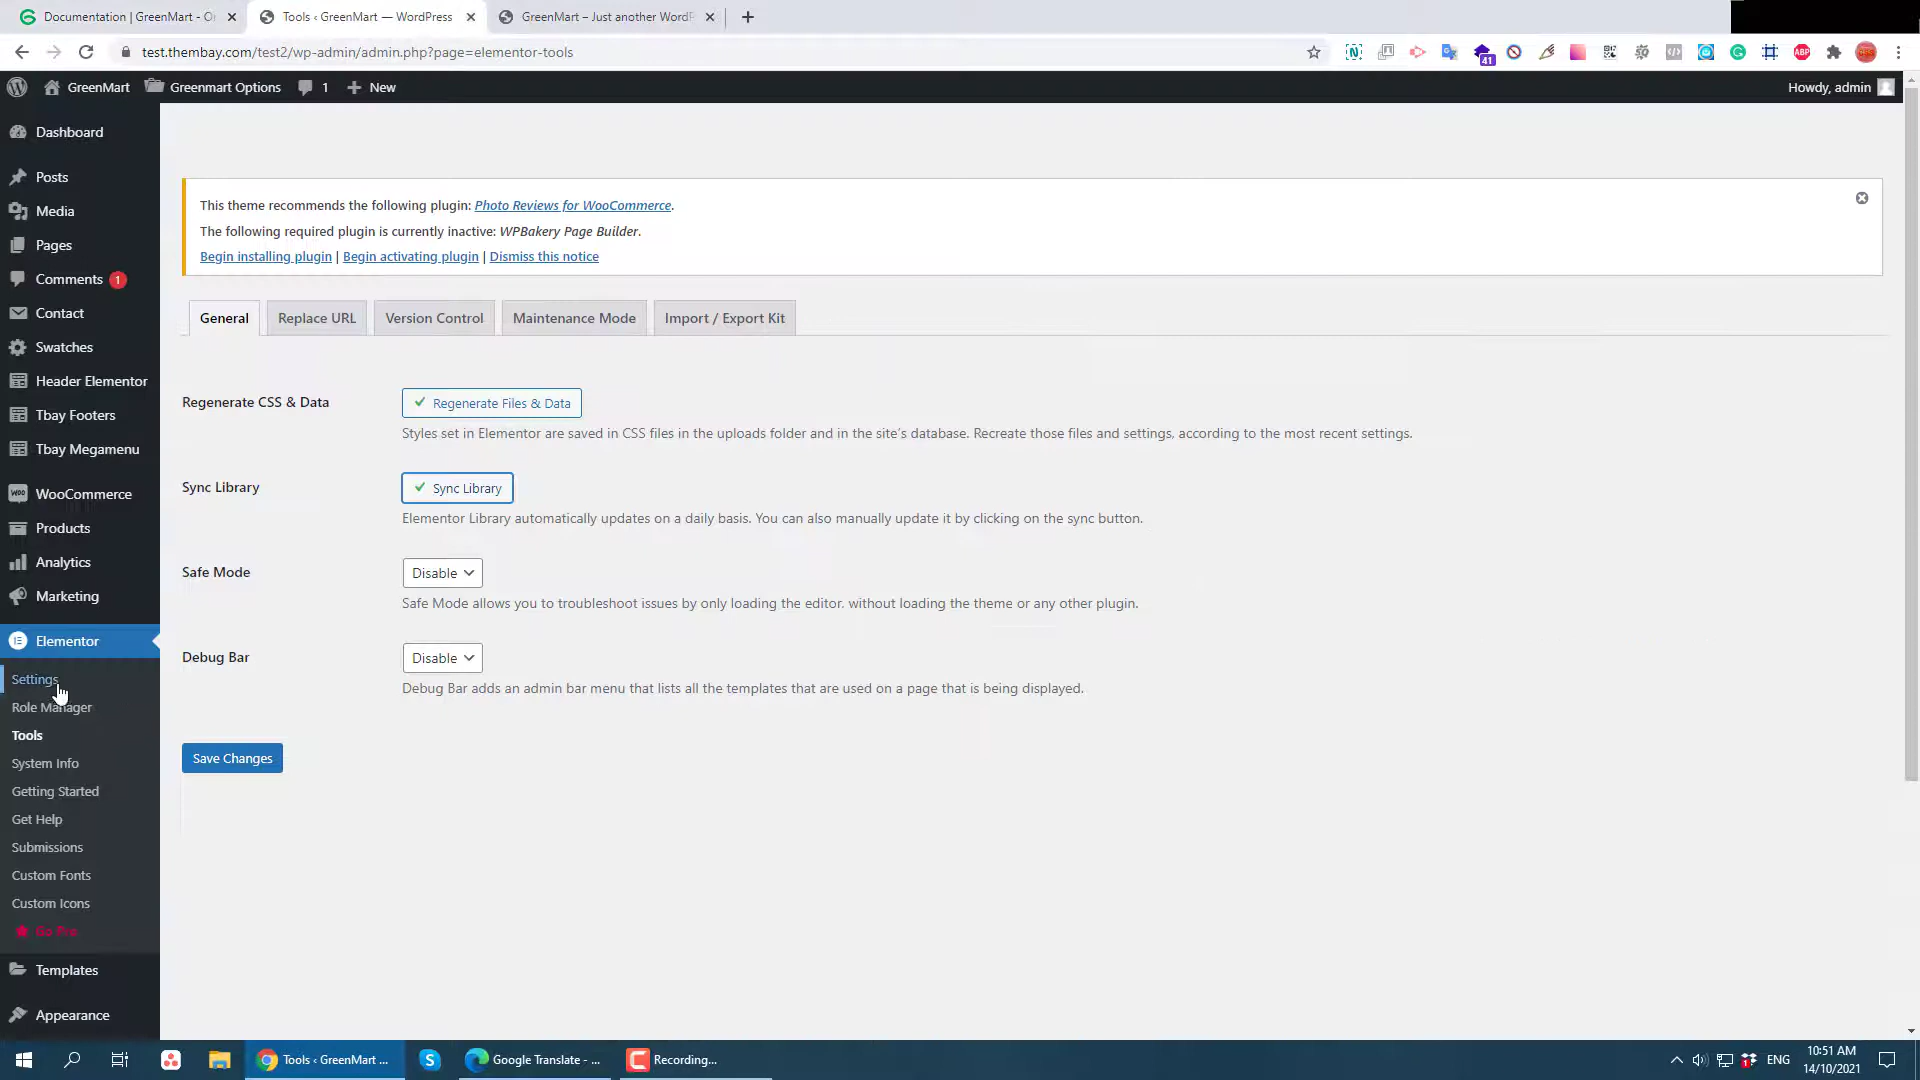 Documentation | GreenMart - O
Tools ‹ GreenMart — WordPress
GreenMart – Just another WordP
test.thembay.com/test2/wp-admin/admin.php?page=elementor-tools
41
ABP
GreenMart
Greenmart Options
1
New
Howdy, admin
Dashboard
Posts
Media
Pages
Comments 1
Contact
Swatches
Header Elementor
Tbay Footers
Tbay Megamenu
WooCommerce
Products
Analytics
Marketing
Elementor
Settings
Role Manager
Tools
System Info
Getting Started
Get Help
Submissions
Custom Fonts
Custom Icons
Go Pro
Templates
Appearance
This theme recommends the following plugin: Photo Reviews for WooCommerce.
The following required plugin is currently inactive: WPBakery Page Builder.
Begin installing plugin | Begin activating plugin | Dismiss this notice
General
Replace URL
Version Control
Maintenance Mode
Import / Export Kit
Regenerate CSS & Data
Regenerate Files & Data
Styles set in Elementor are saved in CSS files in the uploads folder and in the site's database. Recreate those files and settings, according to the most recent settings.
Sync Library
Sync Library
Elementor Library automatically updates on a daily basis. You can also manually update it by clicking on the sync button.
Safe Mode
Disable
Safe Mode allows you to troubleshoot issues by only loading the editor. without loading the theme or any other plugin.
Debug Bar
Disable
Debug Bar adds an admin bar menu that lists all the templates that are used on a page that is being displayed.
Save Changes
Tools ‹ GreenMart ...
Google Translate - ...
Recording...
ENG
10:51 AM
14/10/2021